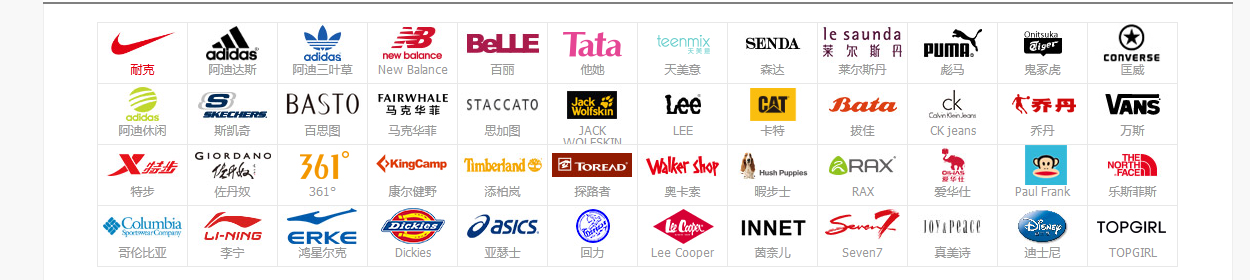 adidas
adidas
new balance
BeLLE
Tata
teenmix
天美意
SENDA
le saunda
莱尔斯丹
PUMA
Onitsuka
Tiger
CONVERSE
耐克
阿迪达斯
阿迪三叶草
New Balance
百丽
他她
天美意
森达
莱尔斯丹
彪马
鬼冢虎
匡威
adidas
SKECHERS
BASTO
FAIRWHALE
马克华菲
STACCATO
Jack
Wolfskin
Lee
CAT
Bata
ck
Calvin Klein Jeans
乔丹
VANS
阿迪休闲
斯凯奇
百思图
马克华菲
思加图
JACK
WOLFSKIN
LEE
卡特
拔佳
CK jeans
乔丹
万斯
X特步
GIORDANO
佐丹奴
361°
KingCamp
Timberland
TOREAD
Walker Shop
Hush Puppies
RAX
THE
NORTH
FACE
特步
佐丹奴
361°
康尔健野
添柏岚
探路者
奥卡索
暇步士
RAX
爱华仕
Paul Frank
乐斯菲斯
Columbia
Sportswear Company
LI-NING
ERKE
Dickies
asics
Lee Cooper
INNET
Seven7
JOY&PEACE
Disney
TOPGIRL
哥伦比亚
李宁
鸿星尔克
Dickies
亚瑟士
回力
Lee Cooper
茵奈儿
Seven7
真美诗
迪士尼
TOPGIRL